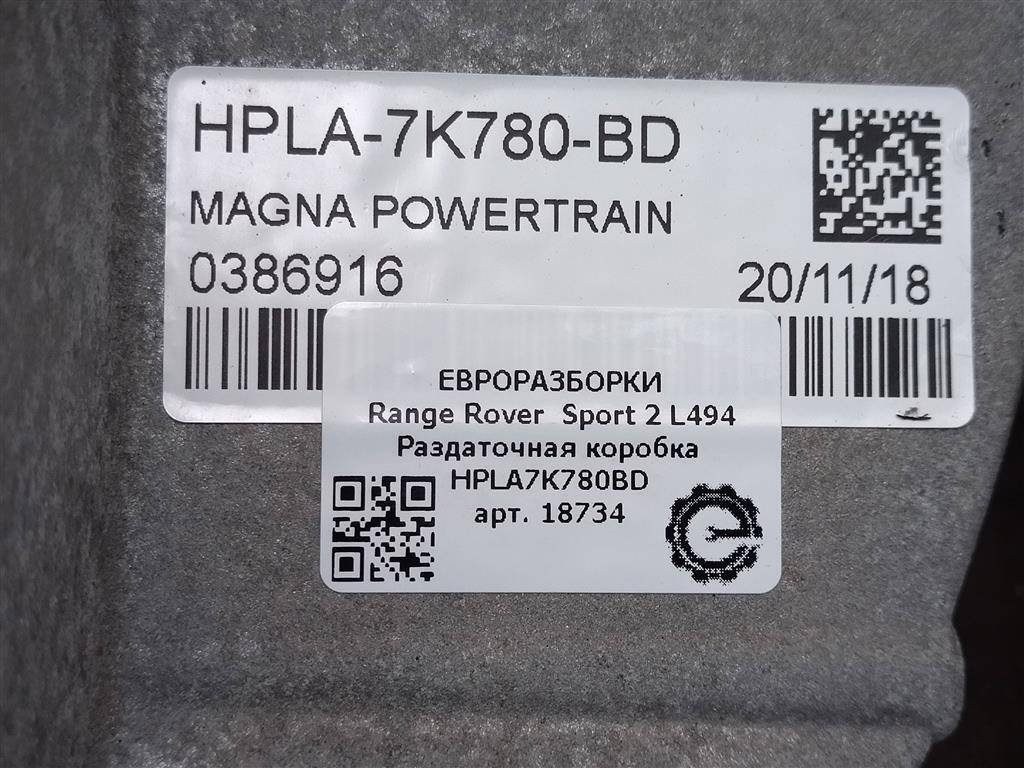 HPLA-7K780-BD
MAGNA POWERTRAIN
0386916
20/11/18
ЕВРОРАЗБОРКИ
Range Rover Sport 2 L494
Раздаточная коробка
HPLA7K780BD
арт. 18734